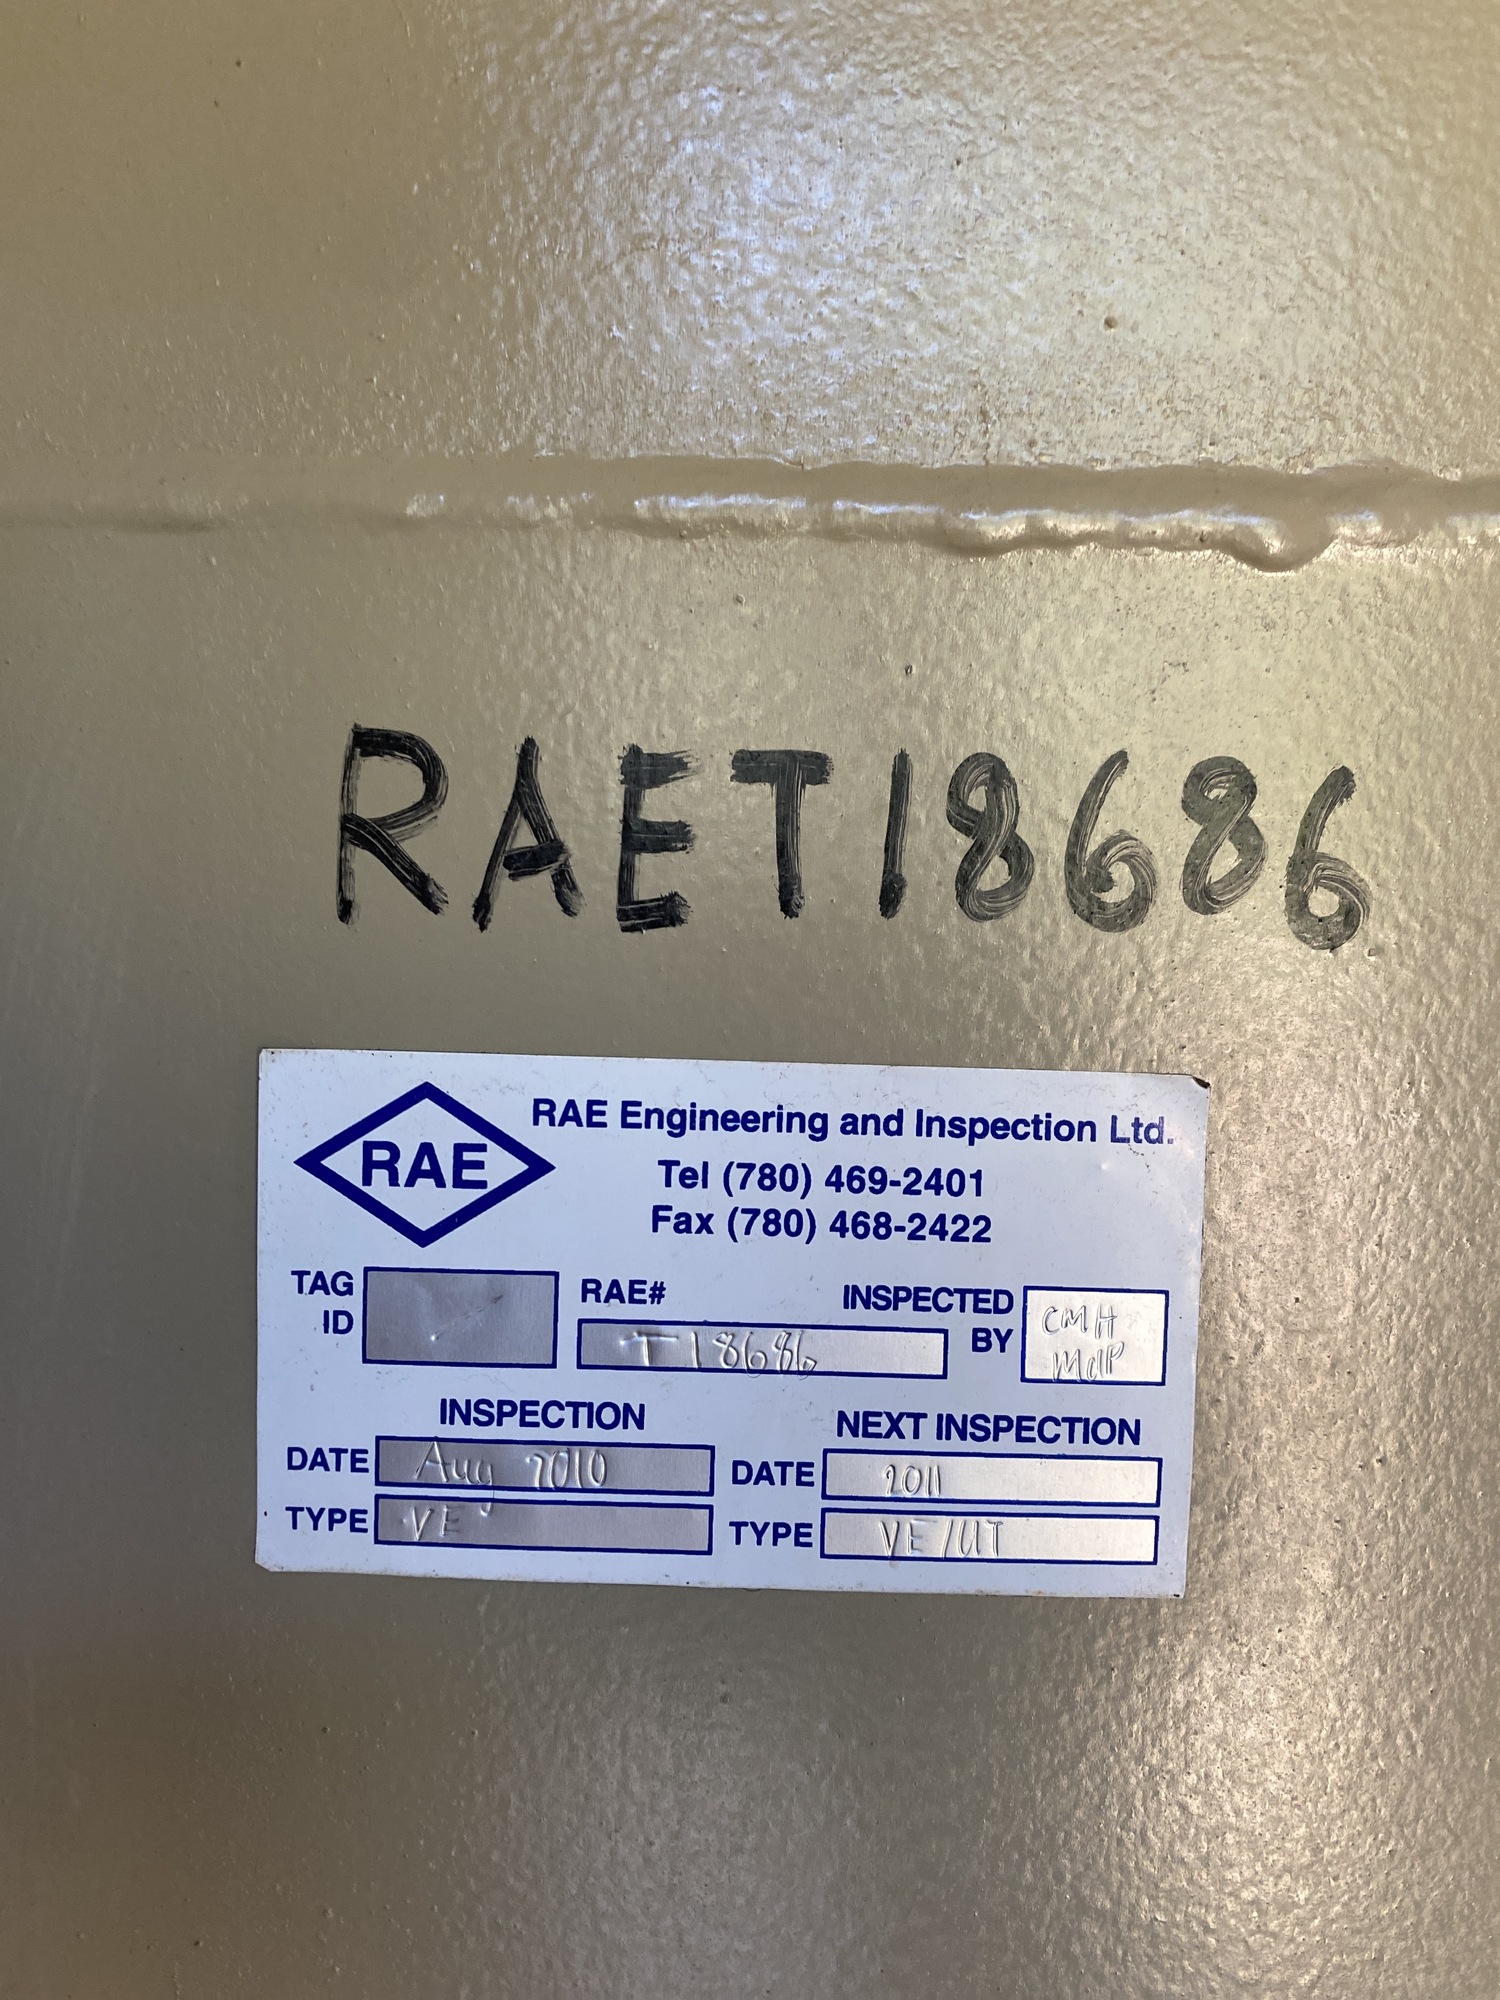 RAET18686
RAE
RAE Engineering and Inspection Ltd.
Tel (780) 469-2401
Fax (780) 468-2422
TAG ID
RAE#
T18686
INSPECTED BY
CMH
MdP
INSPECTION
DATE Aug 2010
TYPE VE
NEXT INSPECTION
DATE 2011
TYPE VE/UT